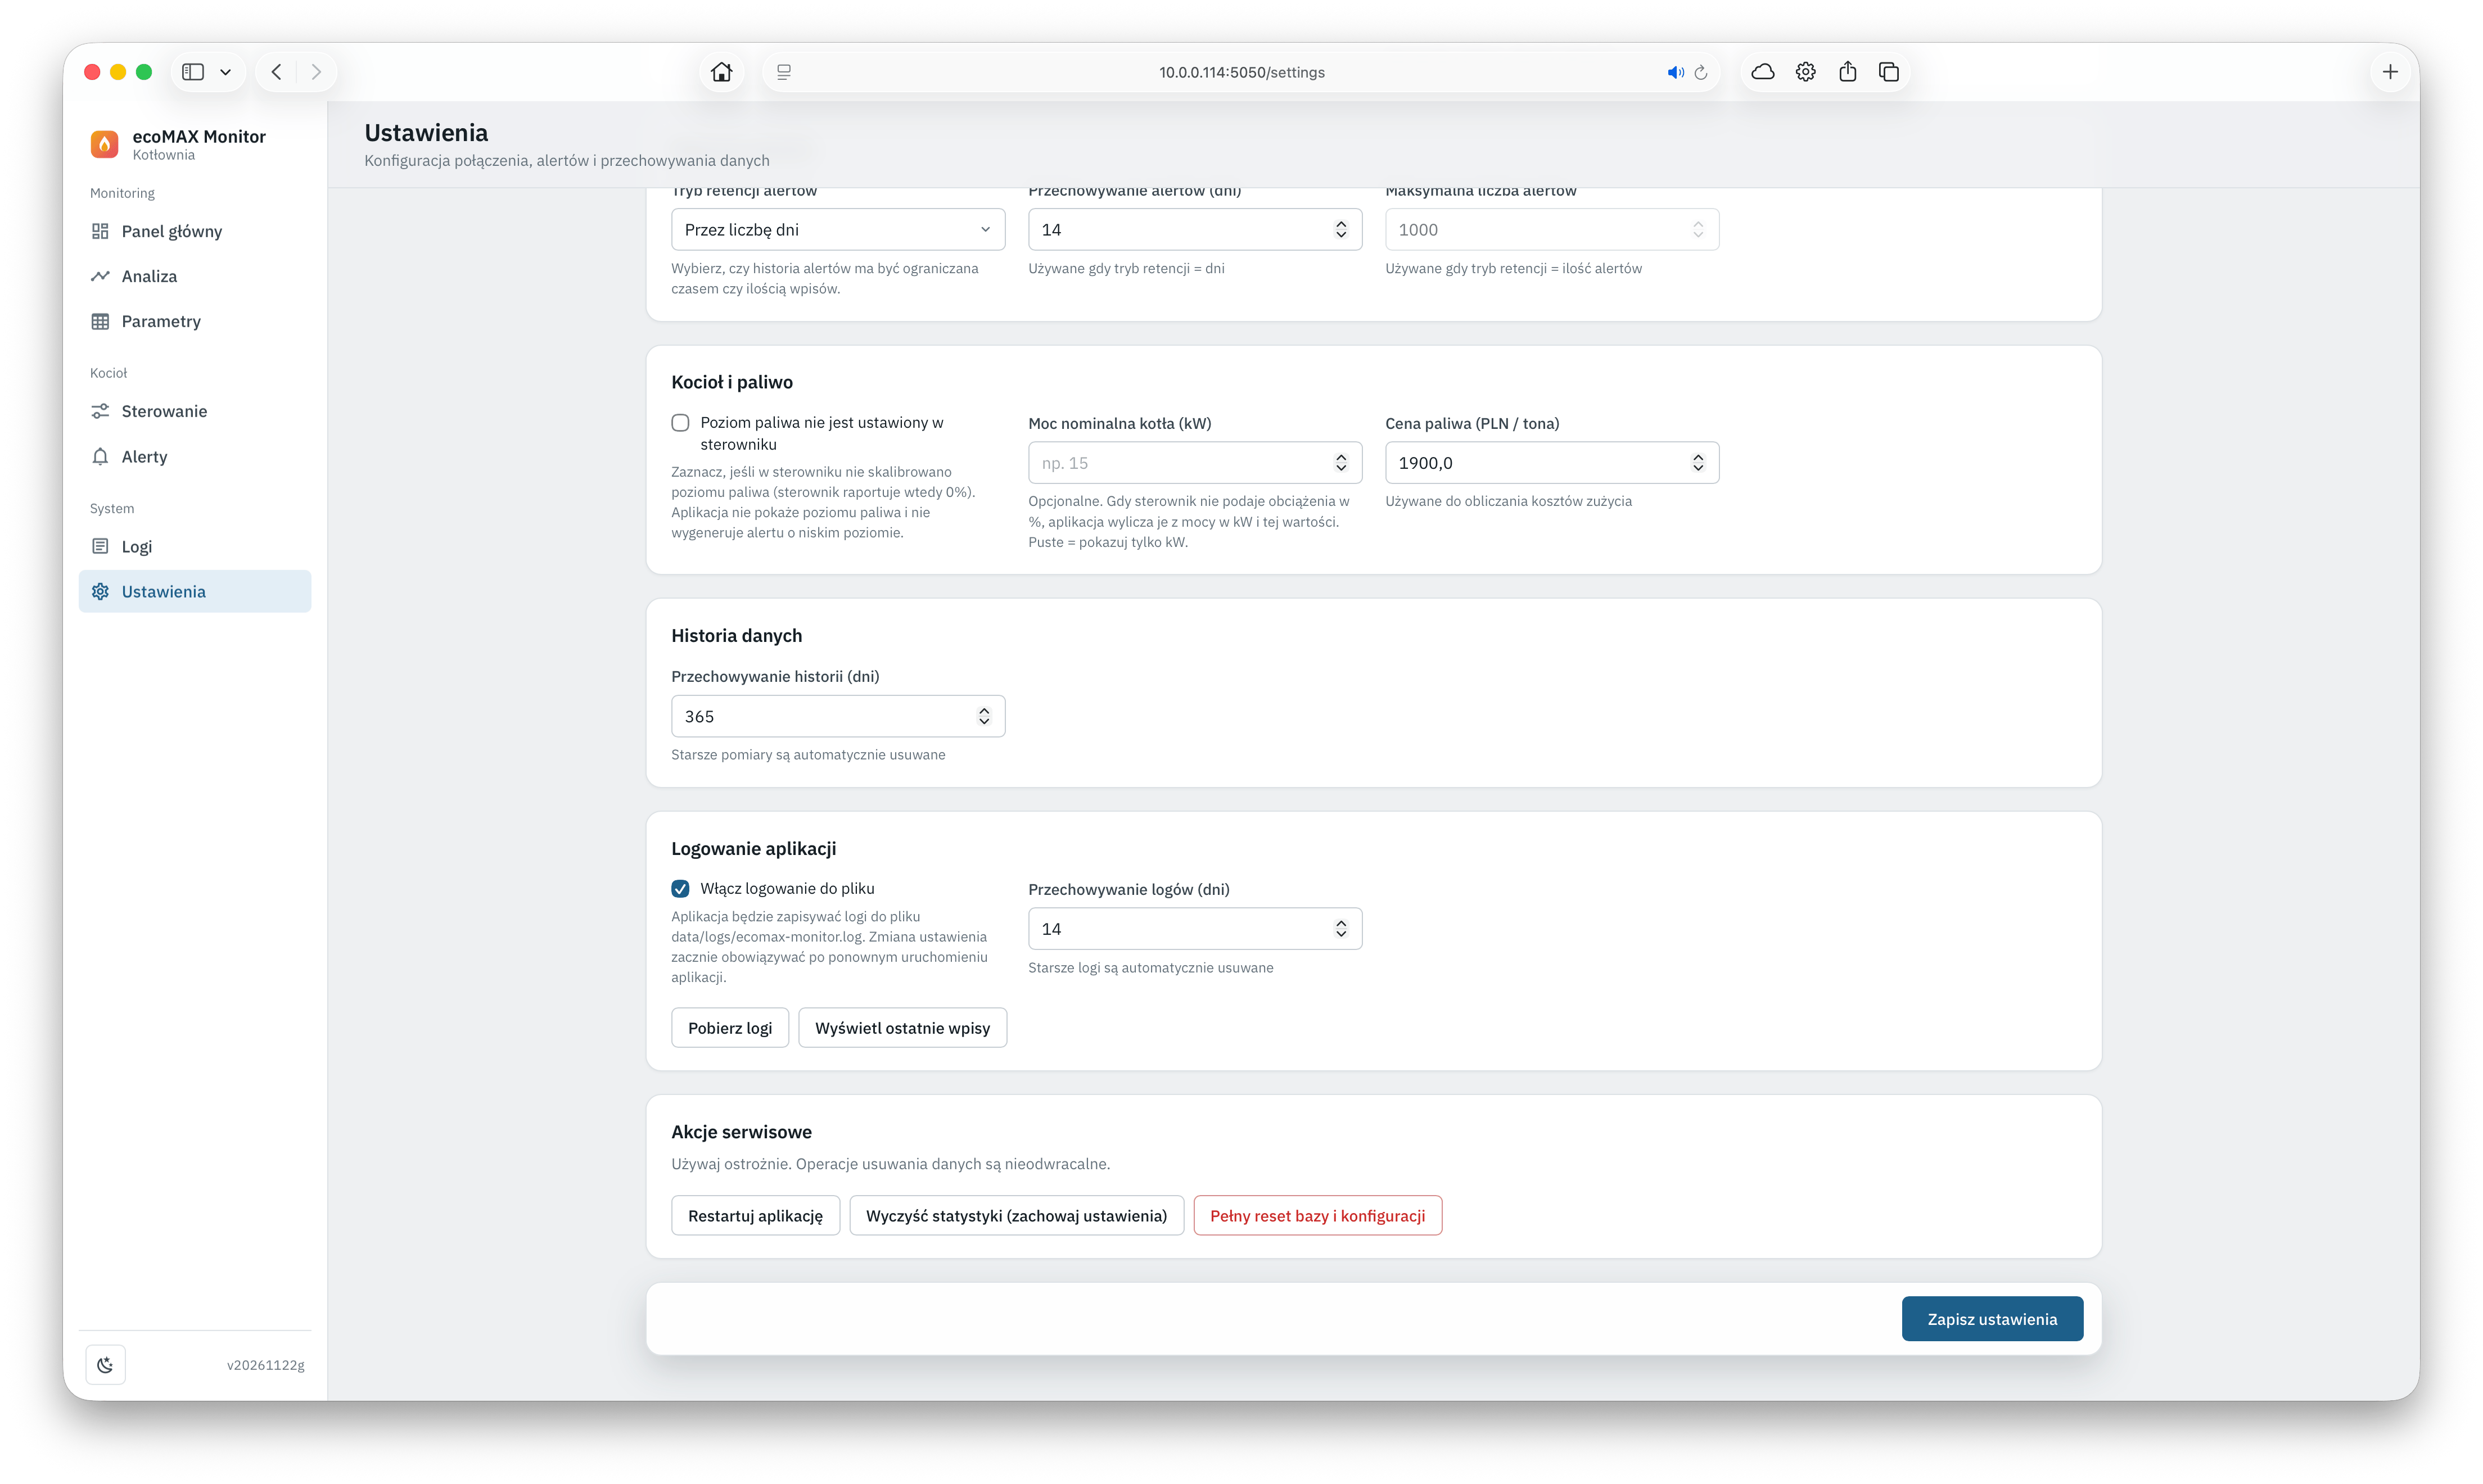 10.0.0.114:5050/settings
ecoMAX Monitor
Kotłownia
Monitoring
Panel główny
Analiza
Parametry
Kocioł
Sterowanie
Alerty
System
Logi
Ustawienia
v20261122g
Ustawienia
Konfiguracja połączenia, alertów i przechowywania danych
Tryb retencji alertów
Przechowywanie alertów (dni)
Maksymalna liczba alertów
Przez liczbę dni
14
1000
Wybierz, czy historia alertów ma być ograniczana
czasem czy ilością wpisów.
Używane gdy tryb retencji = dni
Używane gdy tryb retencji = ilość alertów
Kocioł i paliwo
Poziom paliwa nie jest ustawiony w
sterowniku
Zaznacz, jeśli w sterowniku nie skalibrowano
poziomu paliwa (sterownik raportuje wtedy 0%).
Aplikacja nie pokaże poziomu paliwa i nie
wygeneruje alertu o niskim poziomie.
Moc nominalna kotła (kW)
np. 15
Opcjonalne. Gdy sterownik nie podaje obciążenia w
%, aplikacja wylicza je z mocy w kW i tej wartości.
Puste = pokazuj tylko kW.
Cena paliwa (PLN / tona)
1900,0
Używane do obliczania kosztów zużycia
Historia danych
Przechowywanie historii (dni)
365
Starsze pomiary są automatycznie usuwane
Logowanie aplikacji
Włącz logowanie do pliku
Aplikacja będzie zapisywać logi do pliku
data/logs/ecomax-monitor.log. Zmiana ustawienia
zacznie obowiązywać po ponownym uruchomieniu
aplikacji.
Przechowywanie logów (dni)
14
Starsze logi są automatycznie usuwane
Pobierz logi
Wyświetl ostatnie wpisy
Akcje serwisowe
Używaj ostrożnie. Operacje usuwania danych są nieodwracalne.
Restartuj aplikację
Wyczyść statystyki (zachowaj ustawienia)
Pełny reset bazy i konfiguracji
Zapisz ustawienia